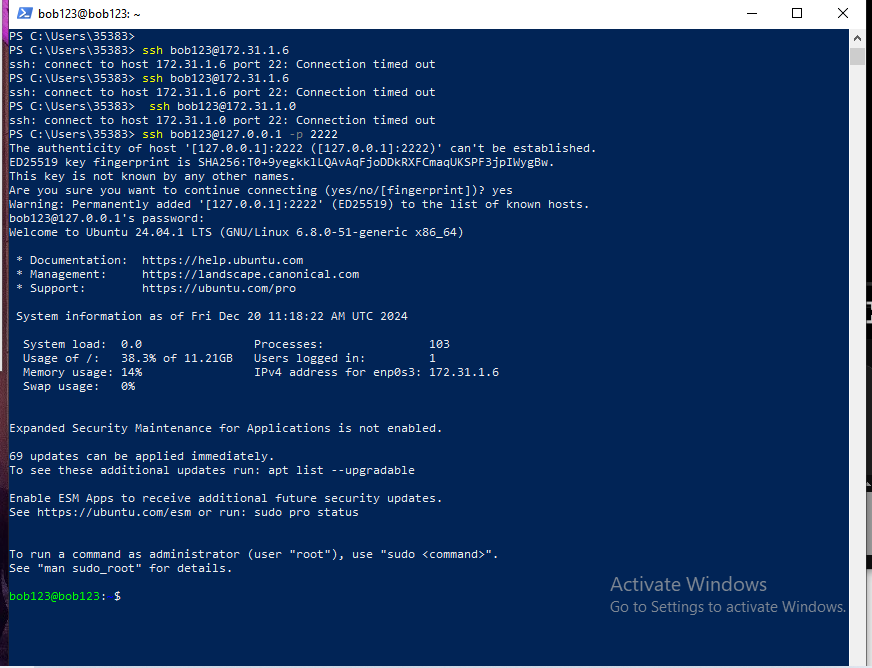 bob123@bob123: ~
PS C:\Users\35383>
PS C:\Users\35383> ssh bob123@172.31.1.6
ssh: connect to host 172.31.1.6 port 22: Connection timed out
PS C:\Users\35383> ssh bob123@172.31.1.6
ssh: connect to host 172.31.1.6 port 22: Connection timed out
PS C:\Users\35383>  ssh bob123@172.31.1.0
ssh: connect to host 172.31.1.0 port 22: Connection timed out
PS C:\Users\35383> ssh bob123@127.0.0.1 -p 2222
The authenticity of host '[127.0.0.1]:2222 ([127.0.0.1]:2222)' can't be established.
ED25519 key fingerprint is SHA256:T0+9yegkklLQAvAqFjoDDkRXFCmaqUKSPF3jpIWygBw.
This key is not known by any other names.
Are you sure you want to continue connecting (yes/no/[fingerprint])? yes
Warning: Permanently added '[127.0.0.1]:2222' (ED25519) to the list of known hosts.
bob123@127.0.0.1's password:
Welcome to Ubuntu 24.04.1 LTS (GNU/Linux 6.8.0-51-generic x86_64)

 * Documentation:  https://help.ubuntu.com
 * Management:     https://landscape.canonical.com
 * Support:        https://ubuntu.com/pro

 System information as of Fri Dec 20 11:18:22 AM UTC 2024

  System load:  0.0                Processes:               103
  Usage of /:   38.3% of 11.21GB   Users logged in:         1
  Memory usage: 14%                IPv4 address for enp0s3: 172.31.1.6
  Swap usage:   0%

Expanded Security Maintenance for Applications is not enabled.

69 updates can be applied immediately.
To see these additional updates run: apt list --upgradable

Enable ESM Apps to receive additional future security updates.
See https://ubuntu.com/esm or run: sudo pro status

To run a command as administrator (user "root"), use "sudo <command>".
See "man sudo_root" for details.

bob123@bob123: $
Activate Windows
Go to Settings to activate Windows.